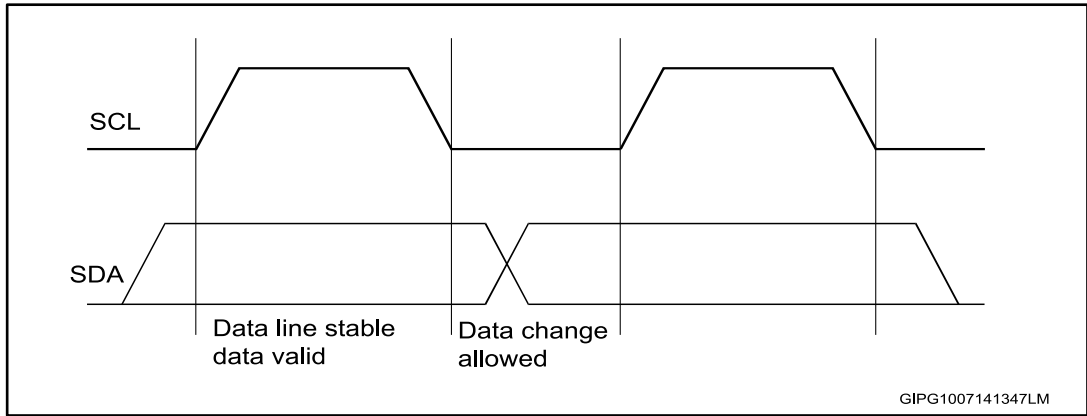 SCL
SDA
Data line stable
data valid
Data change
allowed
GIPG1007141347LM